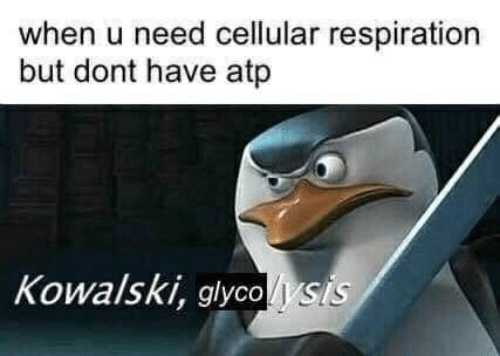 when u need cellular respiration
but dont have atp
Kowalski, glycolysis